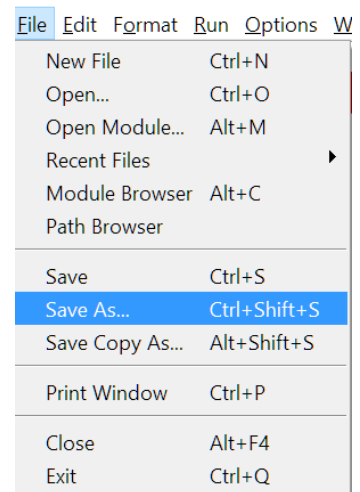 File Edit Format Run Options W
New File Ctrl+N
Open... Ctrl+O
Open Module... Alt+M
Recent Files
Module Browser Alt+C
Path Browser
Save Ctrl+S
Save As... Ctrl+Shift+S
Save Copy As... Alt+Shift+S
Print Window Ctrl+P
Close Alt+F4
Exit Ctrl+Q